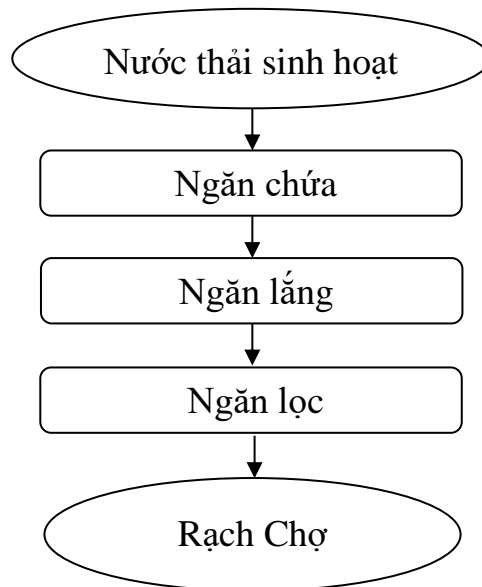 Nước thải sinh hoạt
Ngăn chứa
Ngăn lắng
Ngăn lọc
Rạch Chợ